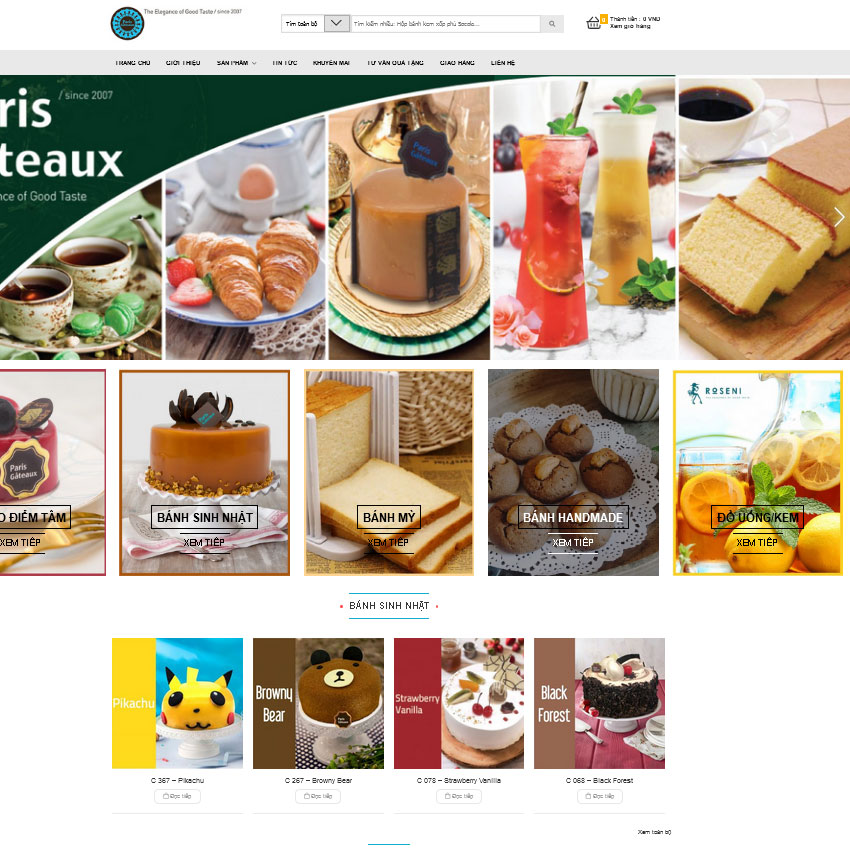 The Elegance of Good Taste / since 2007
Tìm toàn bộ
Tìm kiếm nhiều: Hộp bánh kem xốp phủ Socola...
0
Thành tiền : 0 VND
Xem giỏ hàng
TRANG CHỦ
GIỚI THIỆU
SẢN PHẨM
TIN TỨC
KHUYẾN MẠI
TƯ VẤN QUÀ TẶNG
GIAO HÀNG
LIÊN HỆ
aris
/ since 2007
teaux
ence of Good Taste
Paris
Gâteaux
Paris
Gâteaux
O ĐIỂM TÂM
XEM TIẾP
BÁNH SINH NHẬT
XEM TIẾP
BÁNH MỲ
XEM TIẾP
BÁNH HANDMADE
XEM TIẾP
ROSENI
ĐỒ UỐNG/KEM
XEM TIẾP
BÁNH SINH NHẬT
Pikachu
Browny
Bear
Strawberry
Vanilla
Black
Forest
C 367 – Pikachu
C 267 – Browny Bear
C 078 – Strawberry Vanilla
C 068 – Black Forest
Đọc tiếp
Đọc tiếp
Đọc tiếp
Đọc tiếp
Xem toàn bộ